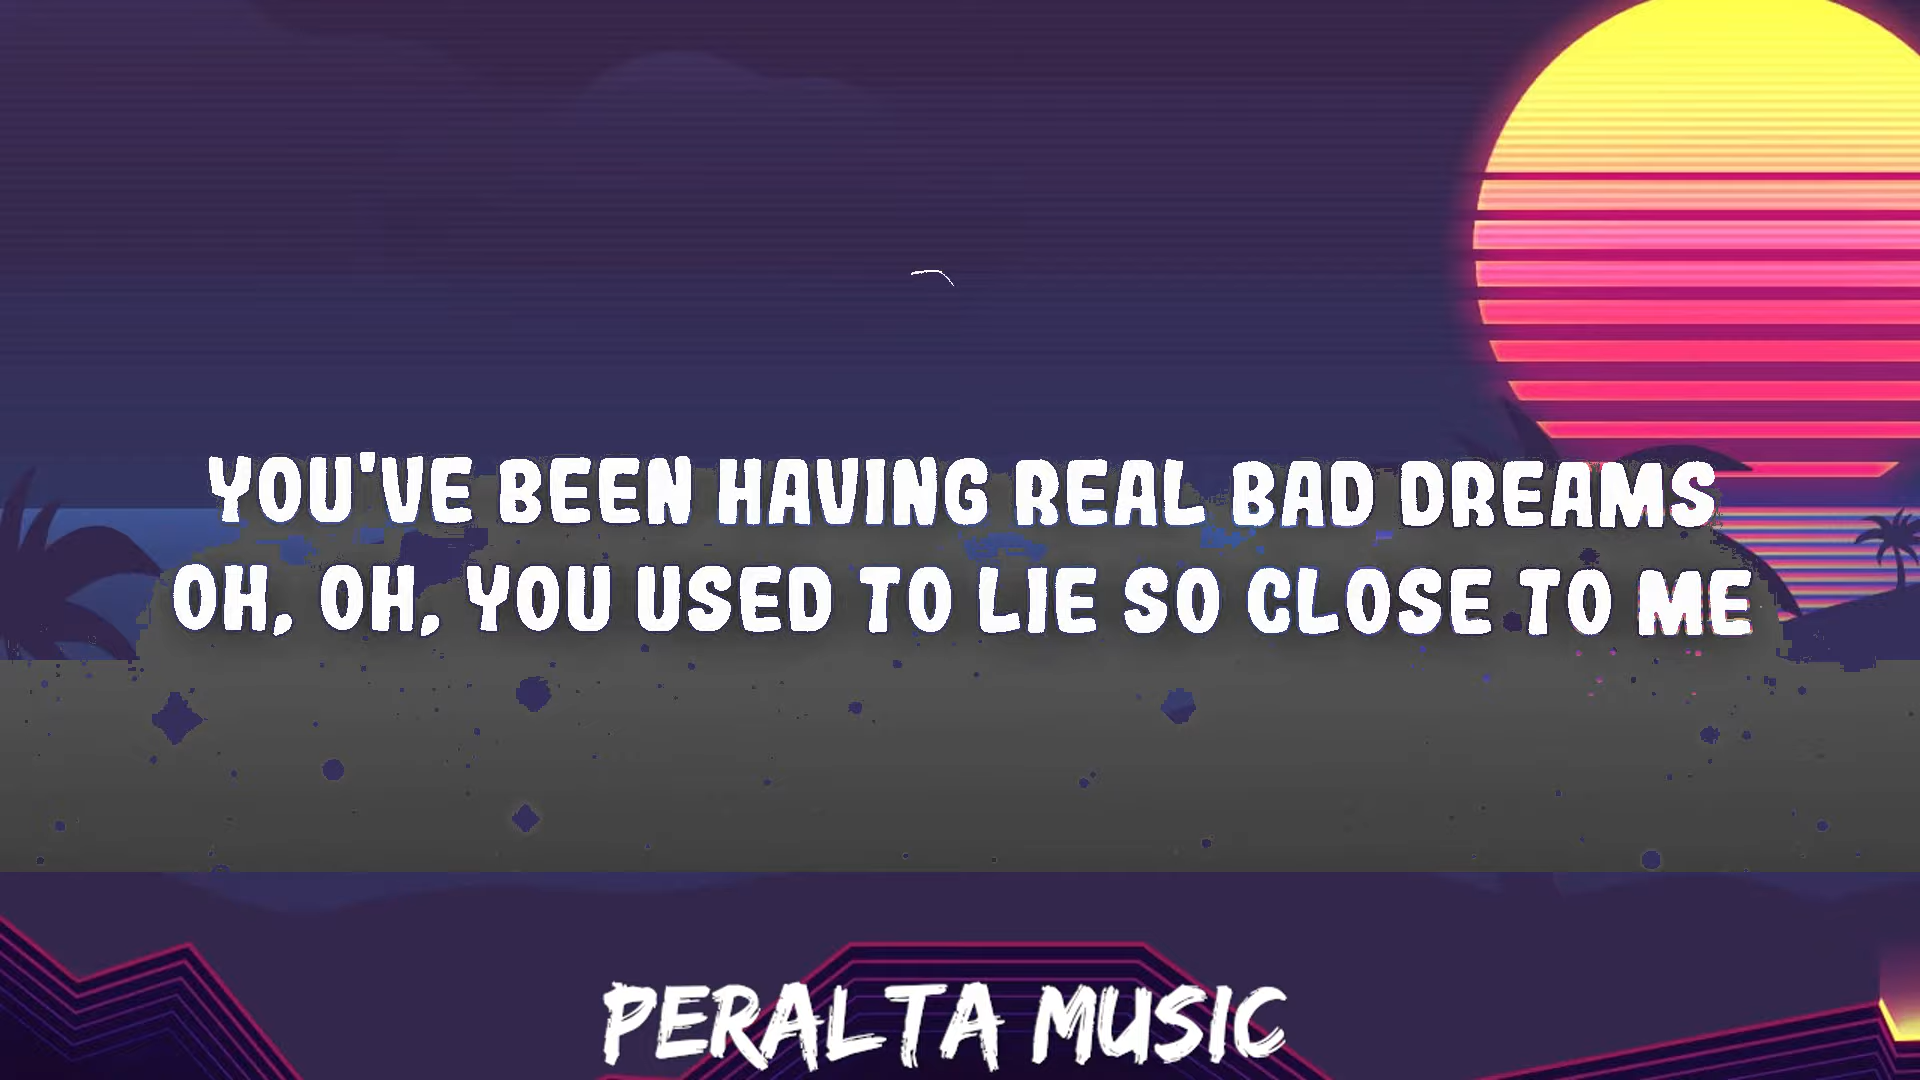 YOU'VE BEEN HAVING REAL BAD DREAMS
OH, OH, YOU USED TO LIE SO CLOSE TO ME
PERALTA MUSIC